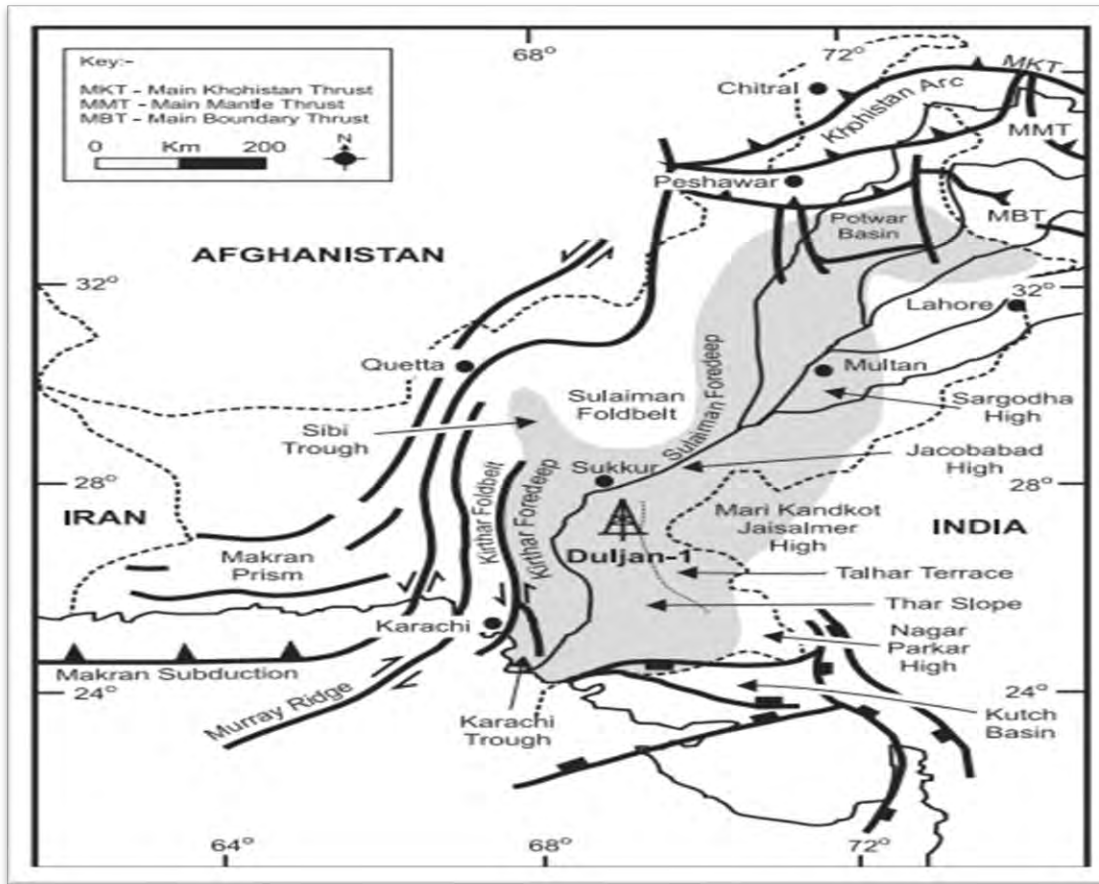 68°
72°
Key:-
MKT - Main Khohistan Thrust
MMT - Main Mantle Thrust
MBT - Main Boundary Thrust
0 Km 200
N
MKT
Chitral
Khohistan Arc
MMT
Peshawar
MBT
Potwar
Basin
AFGHANISTAN
32°
32°
Lahore
Quetta
Multan
Sulaiman
Foldbelt
Sulaiman Foredeep
Sargodha
High
Sibi
Trough
Jacobabad
High
Sukkur
28°
28°
Kirthar Foldbelt
Kirthar Foredeep
IRAN
Mari Kandkot
Jaisalmer
High
INDIA
Makran
Prism
Duljan-1
Talhar Terrace
Thar Slope
Karachi
Nagar
Parkar
High
Makran Subduction
24°
24°
Murray Ridge
Karachi
Trough
Kutch
Basin
64°
68°
72°